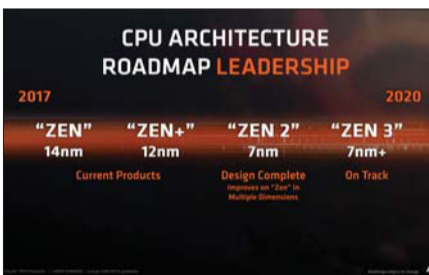 CPU ARCHITECTURE
ROADMAP LEADERSHIP
2017
2020
"ZEN"
14nm
"ZEN+"
12nm
Current Products
"ZEN 2"
7nm
Design Complete
Improves on "Zen" in
Multiple Dimensions
"ZEN 3"
7nm+
On Track